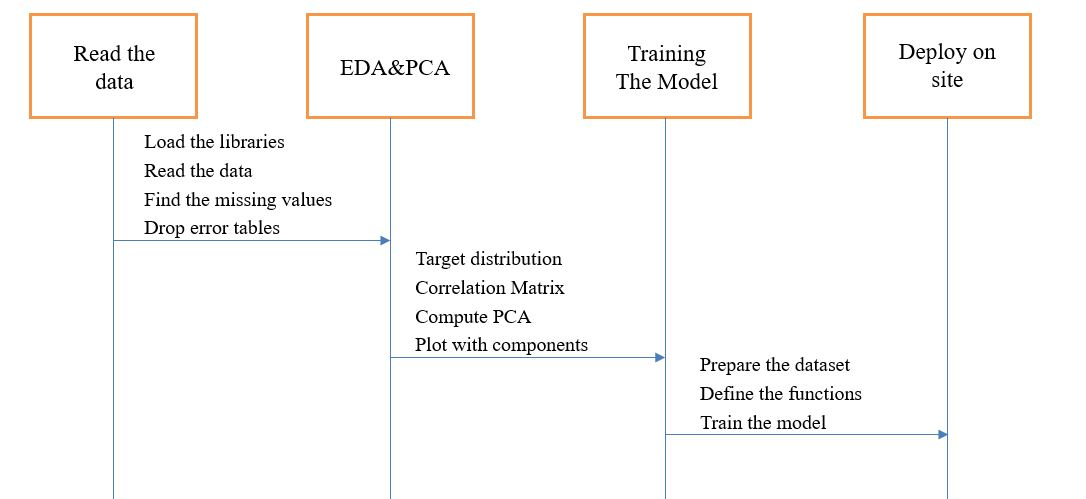 Read the
data
EDA&PCA
Training
The Model
Deploy on
site
Load the libraries
Read the data
Find the missing values
Drop error tables
Target distribution
Correlation Matrix
Compute PCA
Plot with components
Prepare the dataset
Define the functions
Train the model